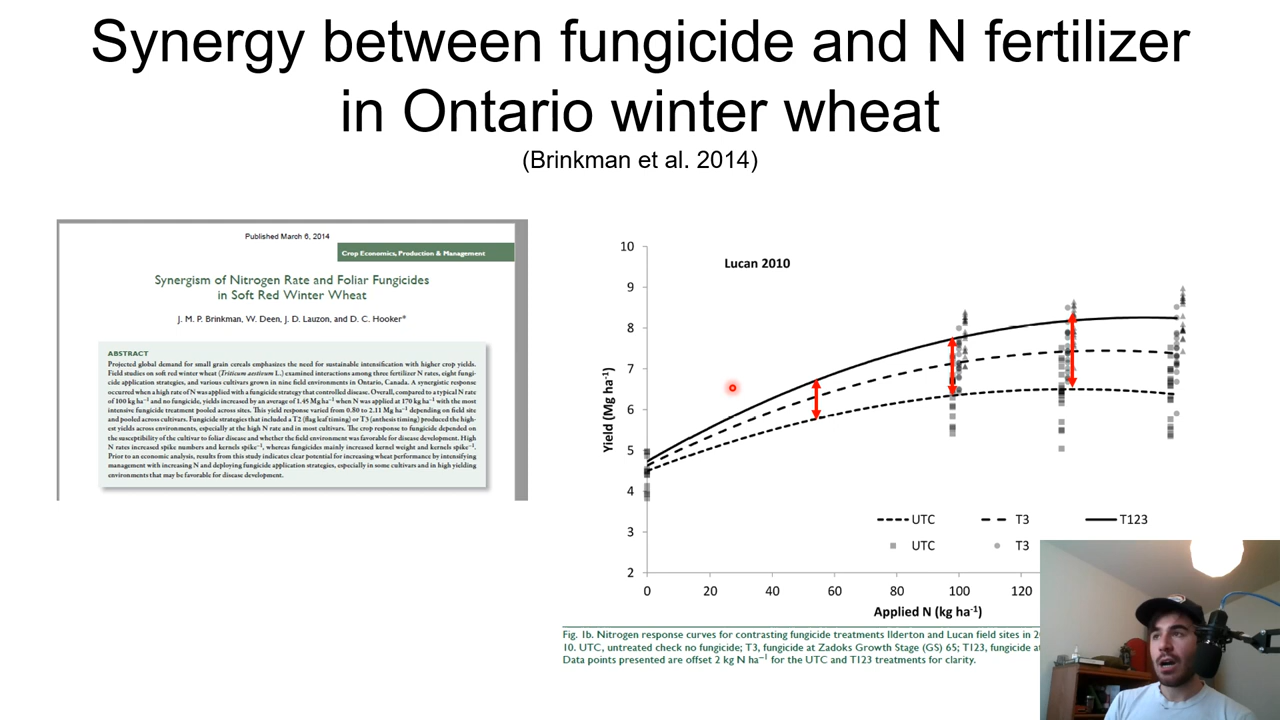 Synergy between fungicide and N fertilizer
in Ontario winter wheat
(Brinkman et al. 2014)
Published March 6, 2014
Crop Economics, Production & Management
Synergism of Nitrogen Rate and Foliar Fungicides
in Soft Red Winter Wheat
J. M. P. Brinkman, W. Deen, J. D. Lauzon, and D. C. Hooker*
ABSTRACT
Projected global demand for small grain cereals emphasizes the need for sustainable intensification with higher crop yields.
Field studies on soft red winter wheat (Triticum aestivum L.) examined interactions among three fertilizer N rates, eight fungi-
cide application strategies, and various cultivars grown in nine field environments in Ontario, Canada. A synergistic response
occurred when a high rate of N was applied with a fungicide strategy that controlled disease. Overall, compared to a typical N rate
of 100 kg ha⁻¹ and no fungicide, yields increased by an average of 1.45 Mg ha⁻¹ when N was applied at 170 kg ha⁻¹ with the most
intensive fungicide treatment pooled across sites. This yield response varied from 0.80 to 2.11 Mg ha⁻¹ depending on field site
and pooled across cultivars. Fungicide strategies that included a T2 (flag leaf timing) or T3 (anthesis timing) produced the high-
est yields across environments, especially at the high N rate and in most cultivars. The crop response to fungicide depended on
the susceptibility of the cultivar to foliar disease and whether the field environment was favorable for disease development. High
N rates increased spike numbers and kernels spike⁻¹, whereas fungicides mainly increased kernel weight and kernels spike⁻¹.
Prior to an economic analysis, results from this study indicates clear potential for increasing wheat performance by intensifying
management with increasing N and deploying fungicide application strategies, especially in some cultivars and in high yielding
environments that may be favorable for disease development.
Lucan 2010
10
9
8
7
6
5
4
3
2
Yield (Mg ha⁻¹)
UTC T3 T123
UTC T3
0 20 40 60 80 100 120
Applied N (kg ha⁻¹)
Fig. 1b. Nitrogen response curves for contrasting fungicide treatments Ilderton and Lucan field sites in 2
10. UTC, untreated check no fungicide; T3, fungicide at Zadoks Growth Stage (GS) 65; T123, fungicide at
Data points presented are offset 2 kg N ha⁻¹ for the UTC and T123 treatments for clarity.